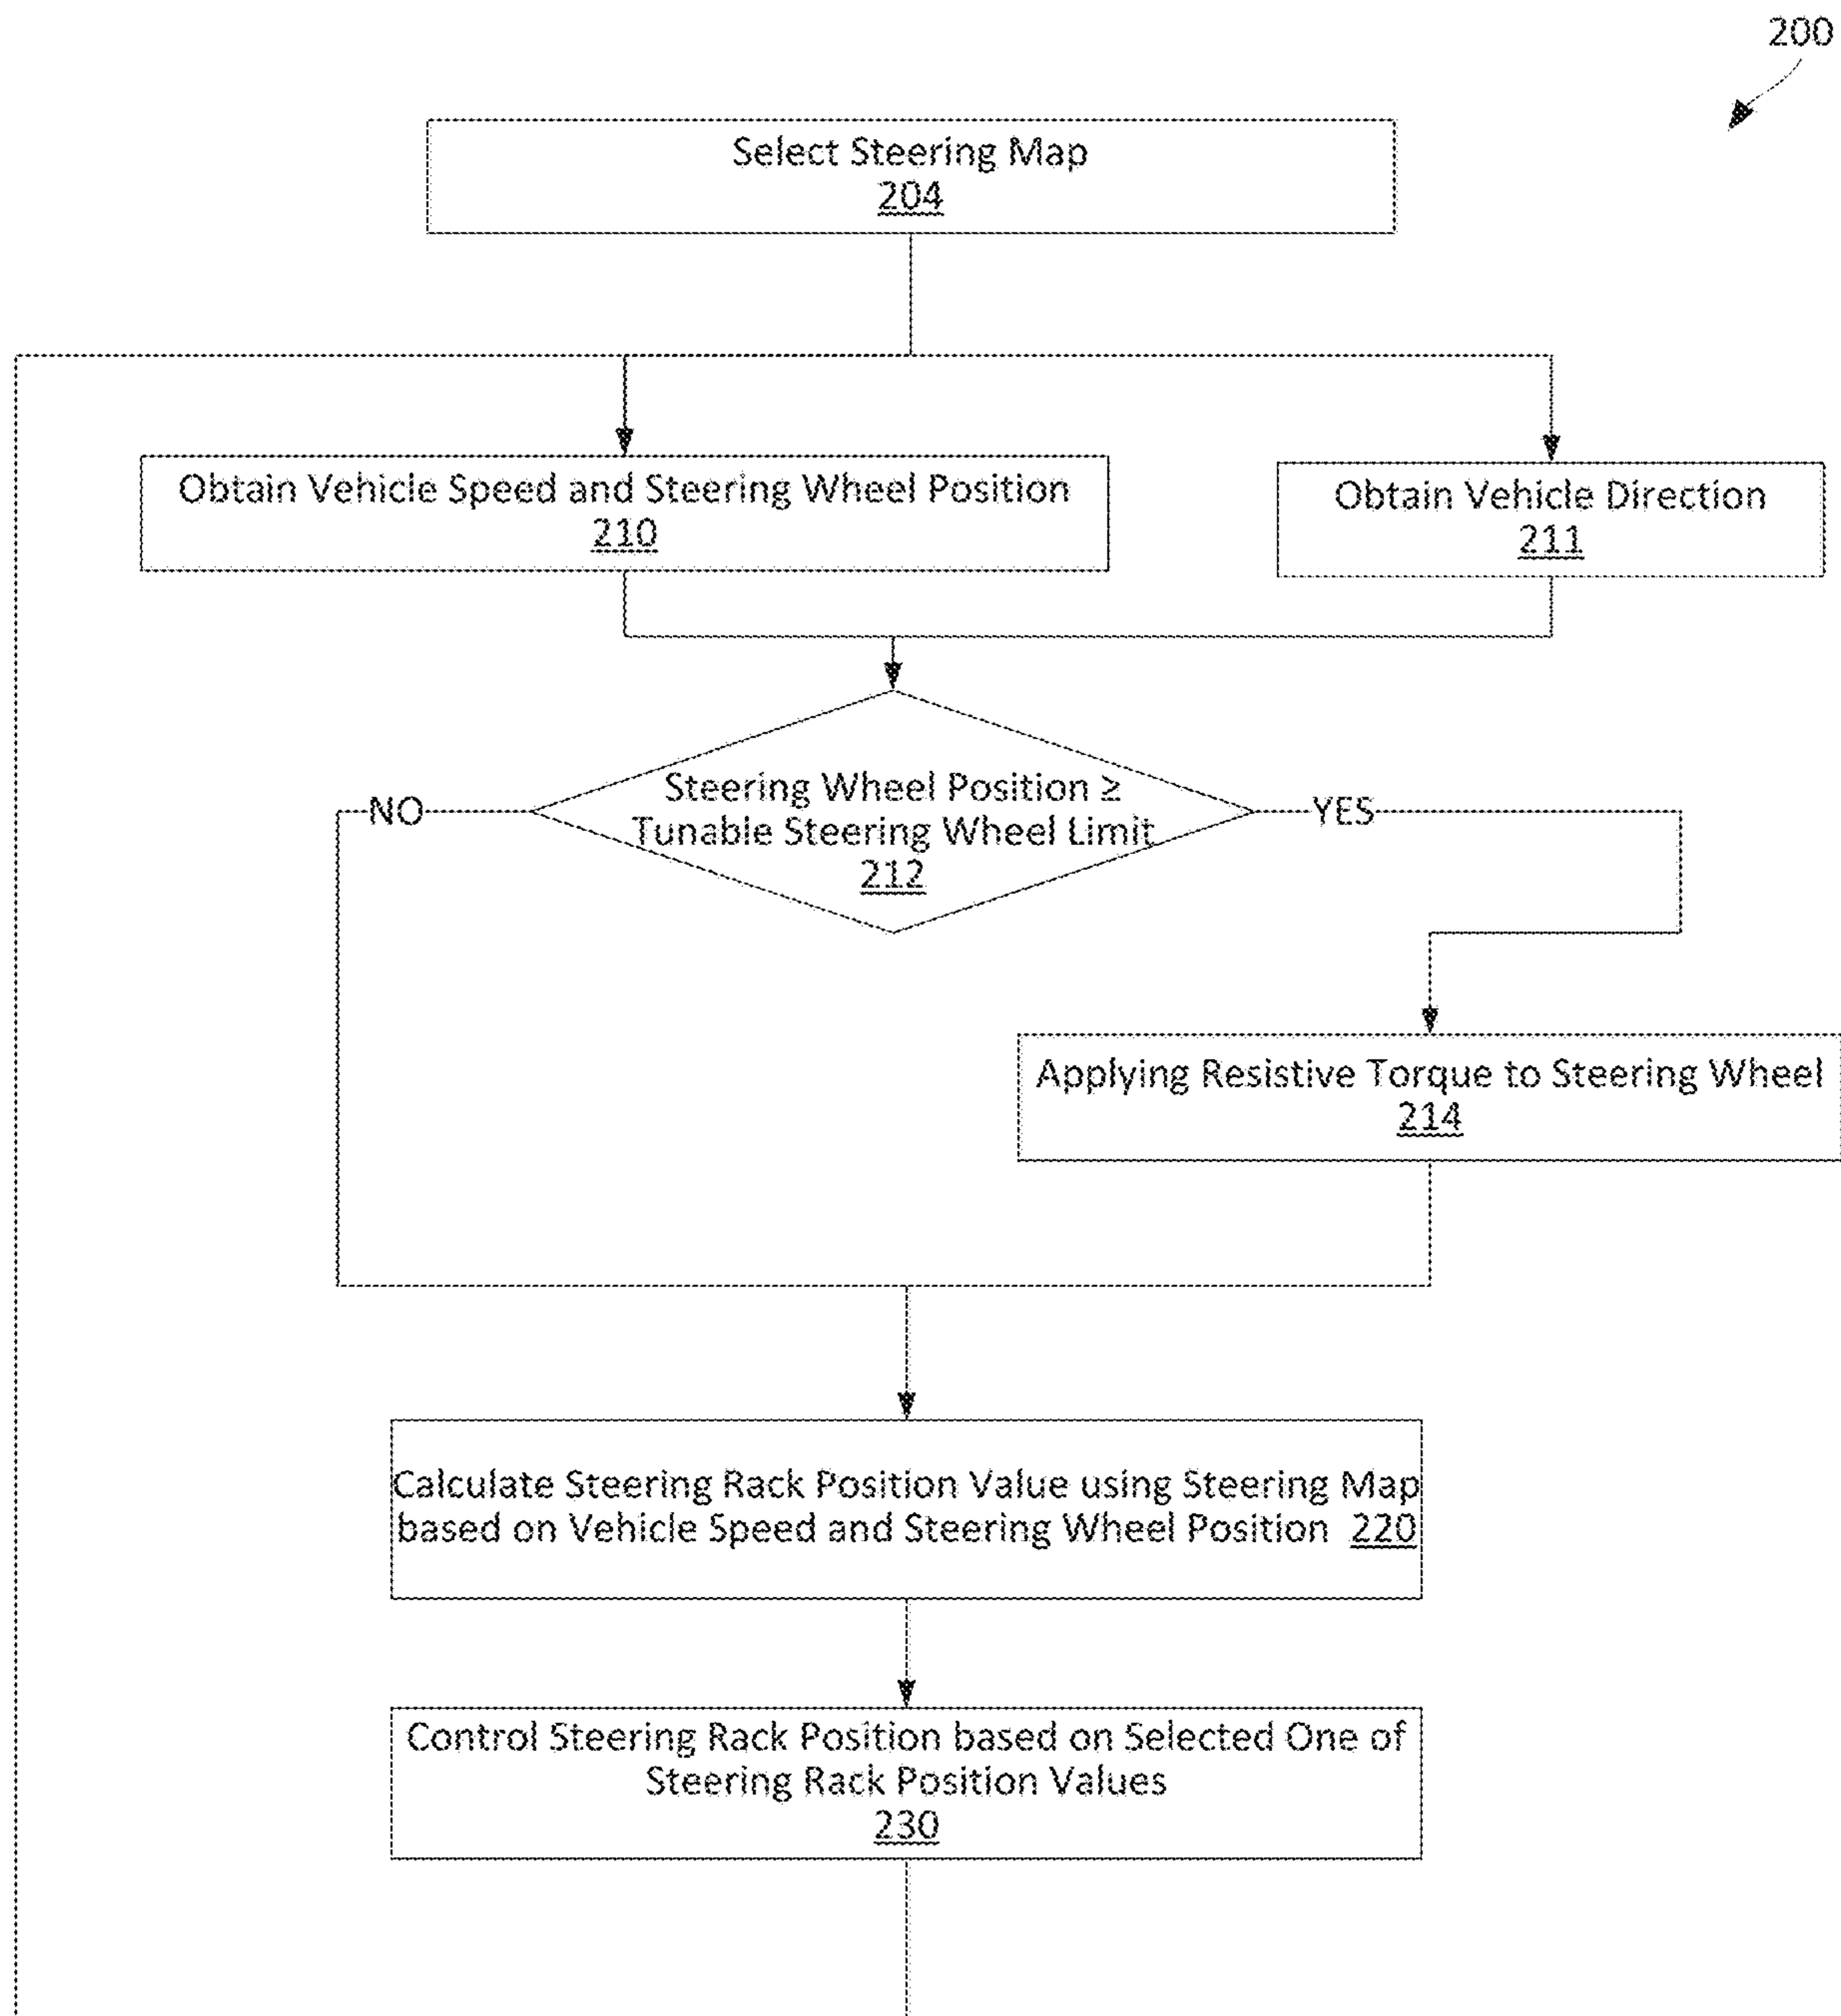 200
Select Steering Map
204
Obtain Vehicle Speed and Steering Wheel Position
210
Obtain Vehicle Direction
211
Steering Wheel Position ≥
Tunable Steering Wheel Limit
212
NO
YES
Applying Resistive Torque to Steering Wheel
214
Calculate Steering Rack Position Value using Steering Map
based on Vehicle Speed and Steering Wheel Position 220
Control Steering Rack Position based on Selected One of
Steering Rack Position Values
230